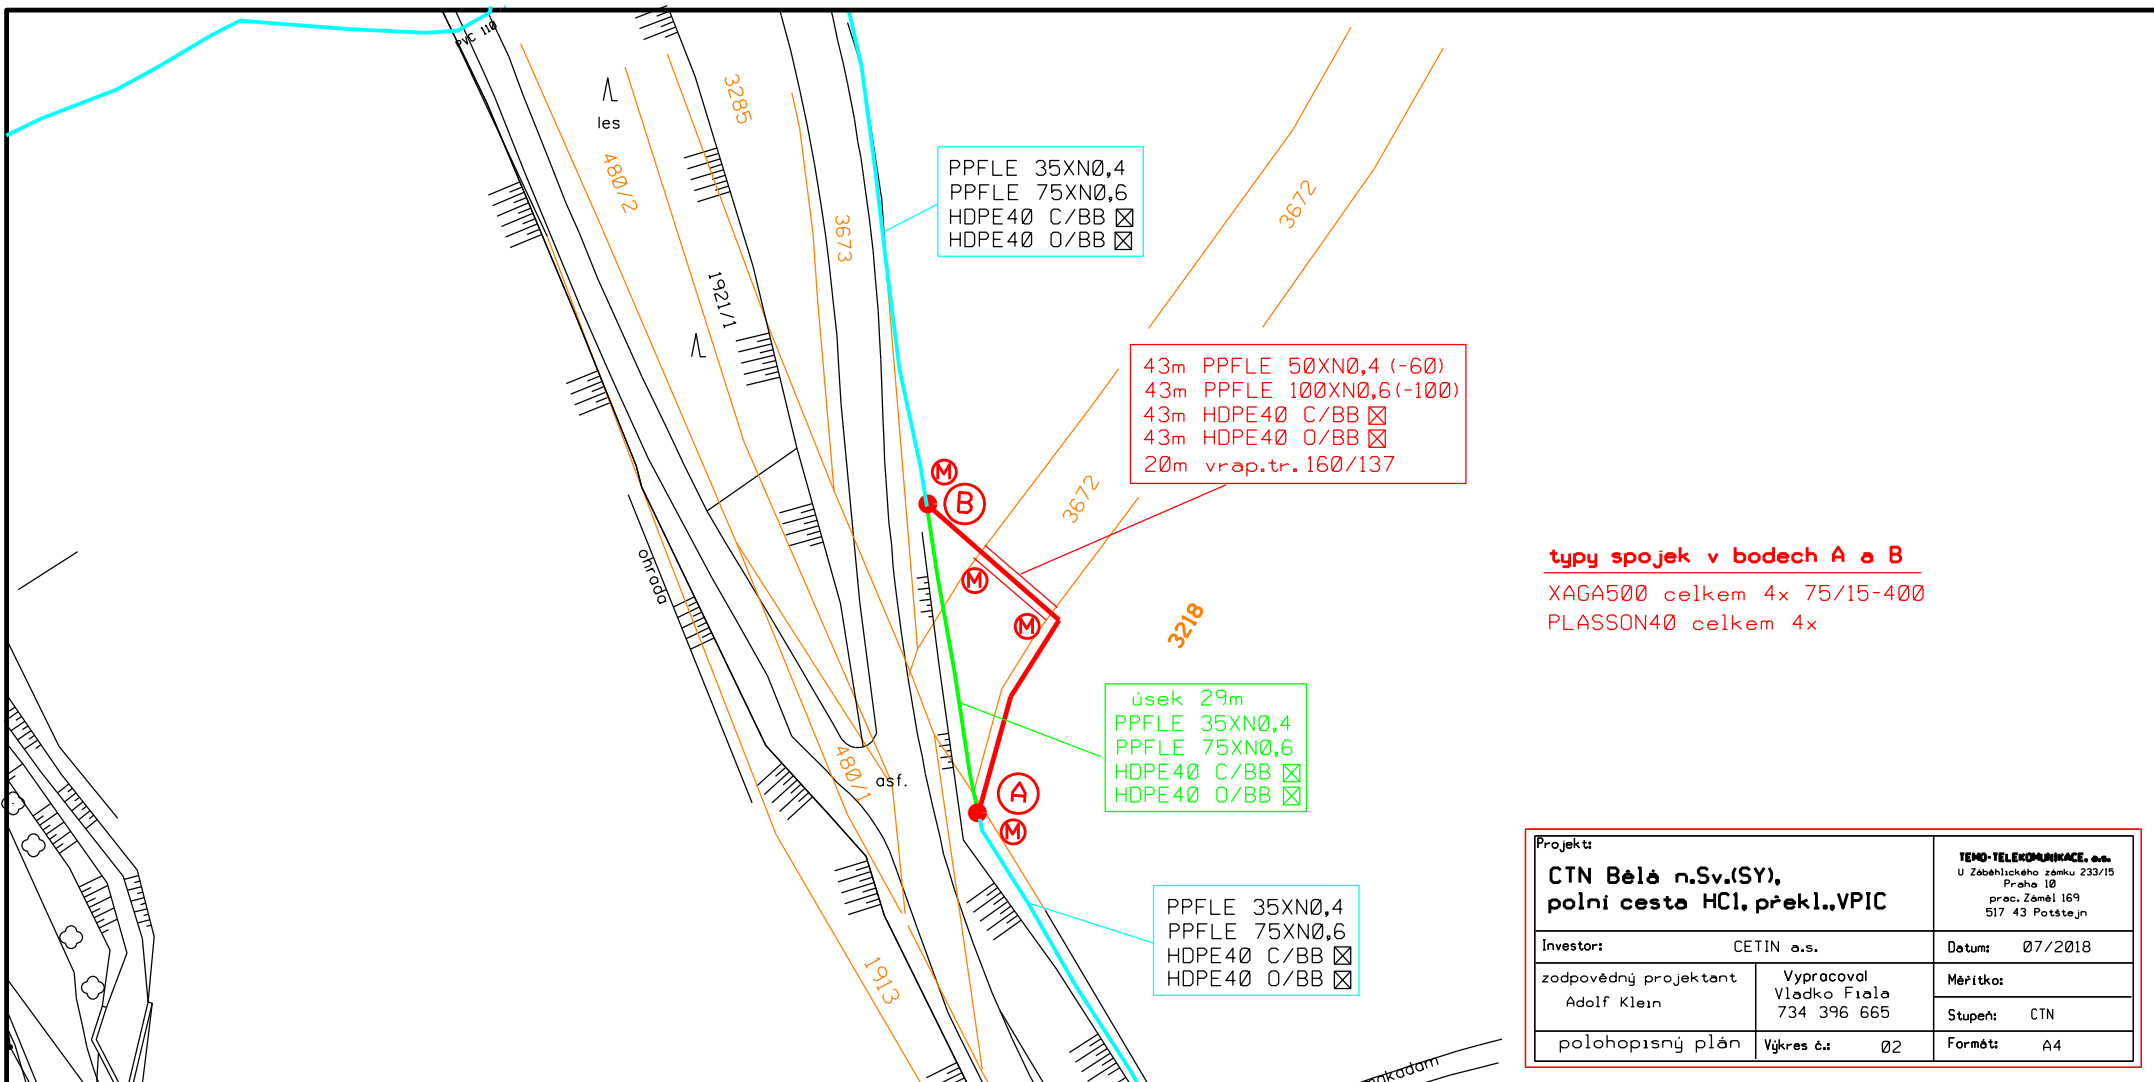 PVC 110
les
480/2
3285
1921/1
3673
PPFLE 35XN0,4
PPFLE 75XN0,6
HDPE40 C/BB
HDPE40 O/BB
3672
43m PPFLE 50XN0,4 (-60)
43m PPFLE 100XN0,6(-100)
43m HDPE40 C/BB
43m HDPE40 O/BB
20m vrap.tr. 160/137
M
B
3672
M
M
ohrada
3218
typy spojek v bodech A a B
XAGA500 celkem 4x 75/15-400
PLASSON40 celkem 4x
úsek 29m
PPFLE 35XN0,4
PPFLE 75XN0,6
HDPE40 C/BB
HDPE40 O/BB
480/1
asf.
A
M
PPFLE 35XN0,4
PPFLE 75XN0,6
HDPE40 C/BB
HDPE40 O/BB
1913
Projekt:
CTN Bělá n.Sv.(SY),
polní cesta HC1, překl.,VPIC
TEMO-TELEKOMUNIKACE, a.s.
U Záběhlického zámku 233/15
Praha 10
prac. Záměl 169
517 43 Potštejn
Investor: CETIN a.s.
Datum: 07/2018
zodpovědný projektant
Adolf Klein
Vypracoval
Vladko Fiala
734 396 665
Měřítko:
Stupeň: CTN
polohopisný plán
Výkres č.: 02
Formát: A4